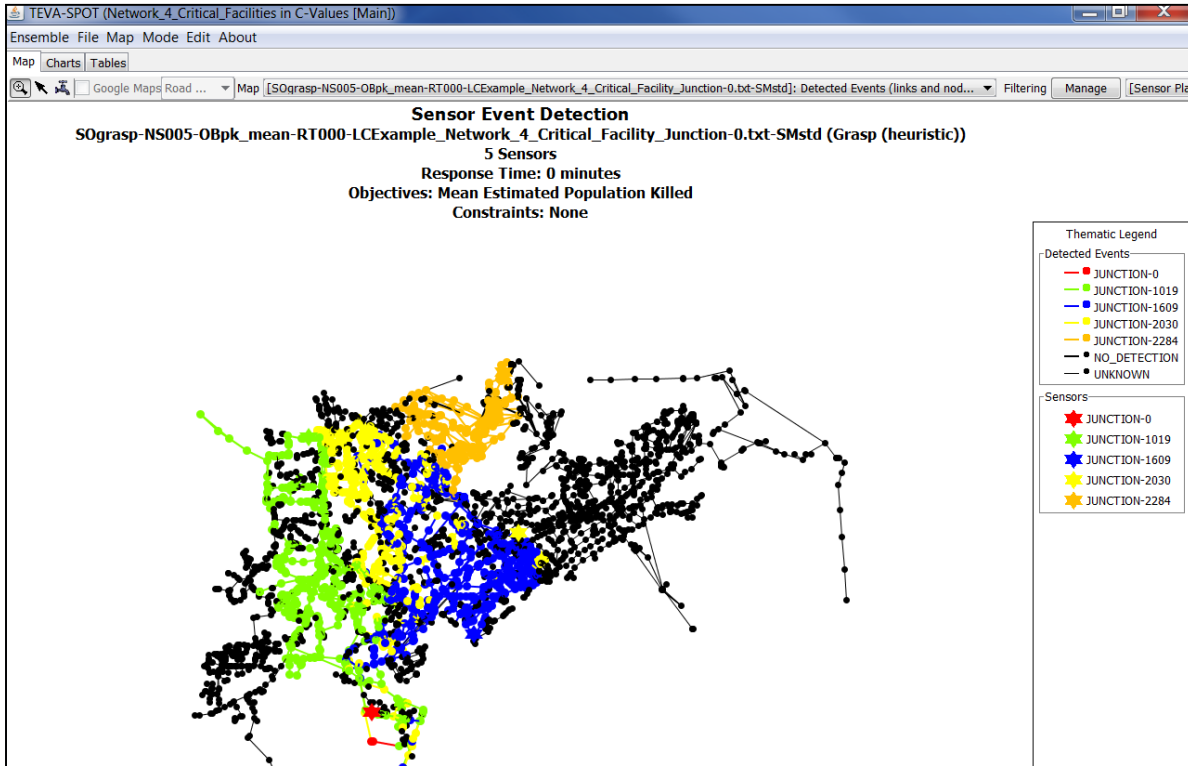 TEVA-SPOT (Network_4_Critical_Facilities in C-Values [Main])
Ensemble File Map Mode Edit About
Map Charts Tables
Google Maps Road ... Map [SOgrasp-NS005-OBpk_mean-RT000-LCExample_Network_4_Critical_Facility_Junction-0.txt-SMstd]: Detected Events (links and nod... Filtering Manage [Sensor Pla
Sensor Event Detection
SOgrasp-NS005-OBpk_mean-RT000-LCExample_Network_4_Critical_Facility_Junction-0.txt-SMstd (Grasp (heuristic))
5 Sensors
Response Time: 0 minutes
Objectives: Mean Estimated Population Killed
Constraints: None
Thematic Legend
Detected Events
JUNCTION-0
JUNCTION-1019
JUNCTION-1609
JUNCTION-2030
JUNCTION-2284
NO_DETECTION
UNKNOWN
Sensors
JUNCTION-0
JUNCTION-1019
JUNCTION-1609
JUNCTION-2030
JUNCTION-2284